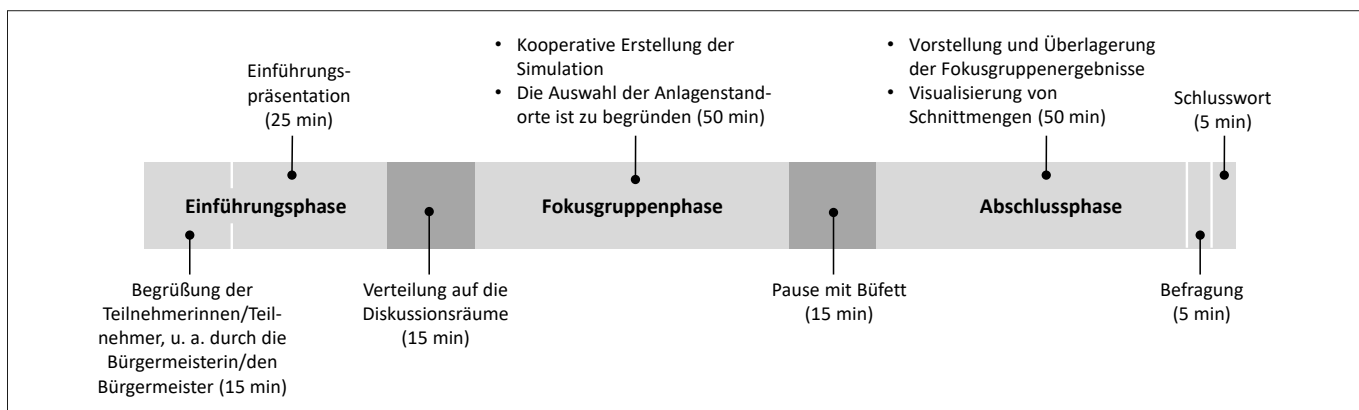 Einführungs-
präsentation
(25 min)
• Kooperative Erstellung der
Simulation
• Die Auswahl der Anlagenstand-
orte ist zu begründen (50 min)
• Vorstellung und Überlagerung
der Fokusgruppenergebnisse
• Visualisierung von
Schnittmengen (50 min)
Schlusswort
(5 min)
Einführungsphase
Fokusgruppenphase
Abschlussphase
Begrüßung der
Teilnehmerinnen/Teil-
nehmer, u. a. durch die
Bürgermeisterin/den
Bürgermeister (15 min)
Verteilung auf die
Diskussionsräume
(15 min)
Pause mit Büfett
(15 min)
Befragung
(5 min)